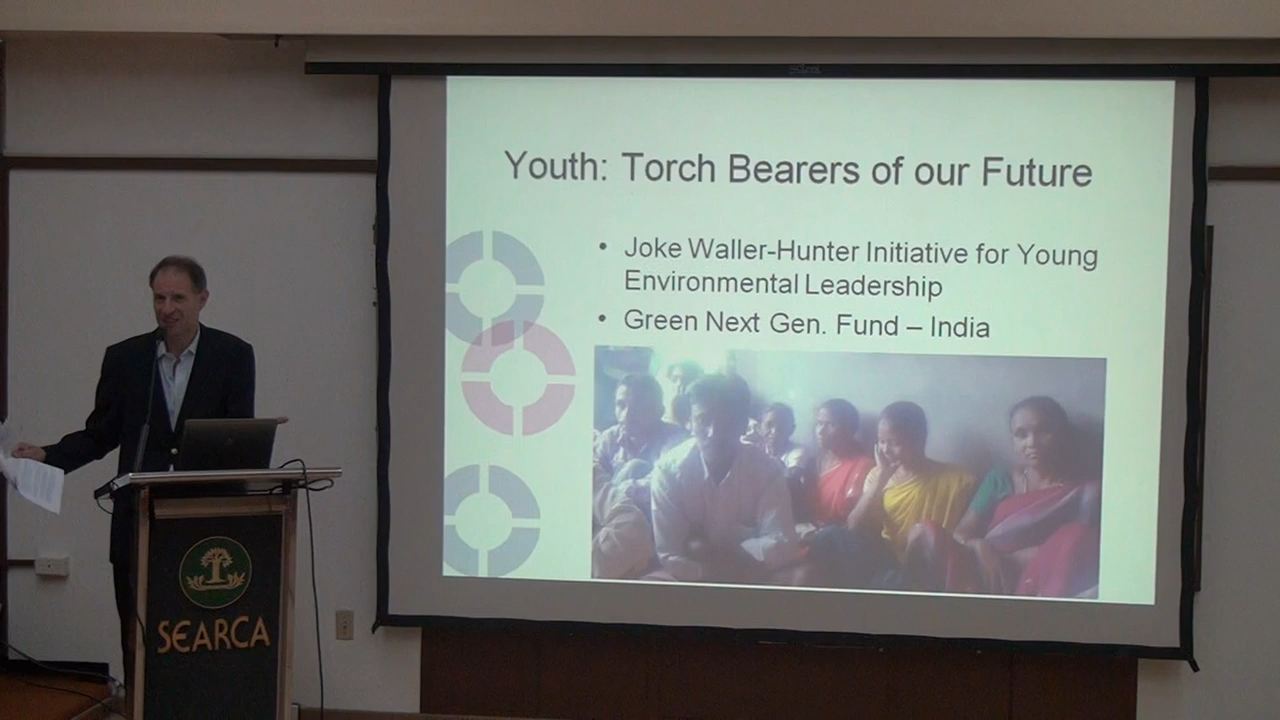 Youth: Torch Bearers of our Future
• Joke Waller-Hunter Initiative for Young
Environmental Leadership
• Green Next Gen. Fund – India
SEARCA